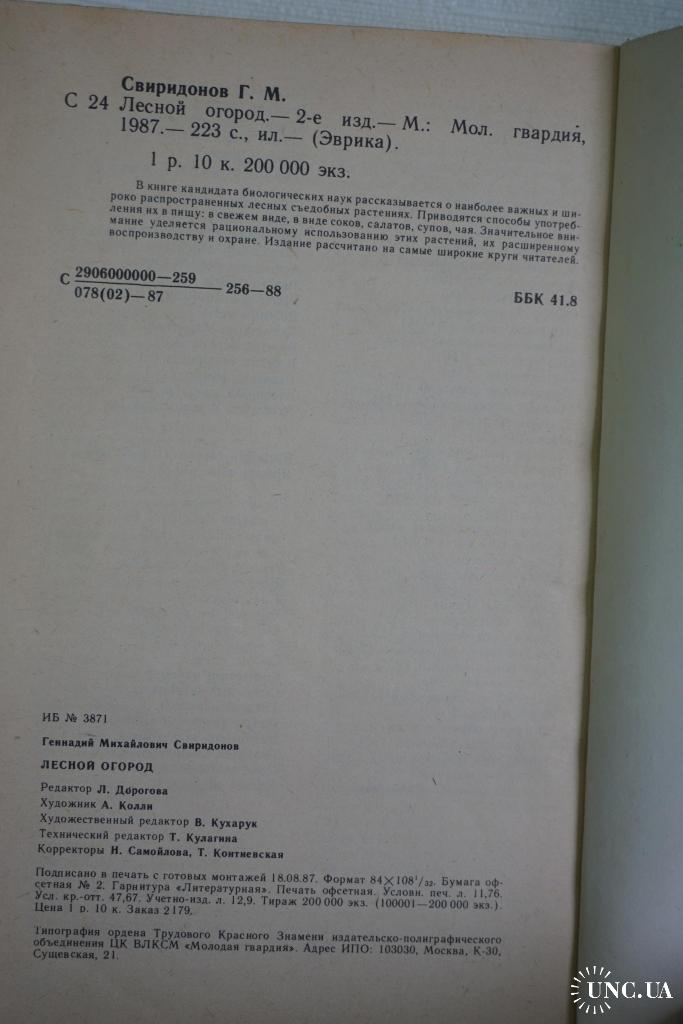 Свиридонов Г. М.
С 24 Лесной огород.— 2-е изд.— М.: Мол. гвардия,
1987.— 223 с., ил.— (Эврика).
1 р. 10 к. 200 000 экз.
В книге кандидата биологических наук рассказывается о наиболее важных и ши-
роко распространенных лесных съедобных растениях. Приводятся способы употреб-
ления их в пищу: в свежем виде, в виде соков, салатов, супов, чая. Значительное вни-
мание уделяется рациональному использованию этих растений, их расширенному
воспроизводству и охране. Издание рассчитано на самые широкие круги читателей.
С 2906000000—259
078(02)—87
256—88
ББК 41.8
ИБ № 3871
Геннадий Михайлович Свиридонов
ЛЕСНОЙ ОГОРОД
Редактор Л. Дорогова
Художник А. Колли
Художественный редактор В. Кухарук
Технический редактор Т. Кулагина
Корректоры Н. Самойлова, Т. Контиевская
Подписано в печать с готовых монтажей 18.08.87. Формат 84×108¹/₃₂. Бумага оф-
сетная № 2. Гарнитура «Литературная». Печать офсетная. Условн. печ. л. 11,76.
Усл. кр.-отт. 47,67. Учетно-изд. л. 12,9. Тираж 200 000 экз. (100001—200 000 экз.).
Цена 1 р. 10 к. Заказ 2179.
Типография ордена Трудового Красного Знамени издательско-полиграфического
объединения ЦК ВЛКСМ «Молодая гвардия». Адрес ИПО: 103030, Москва, К-30,
Сущевская, 21.
UNC.UA